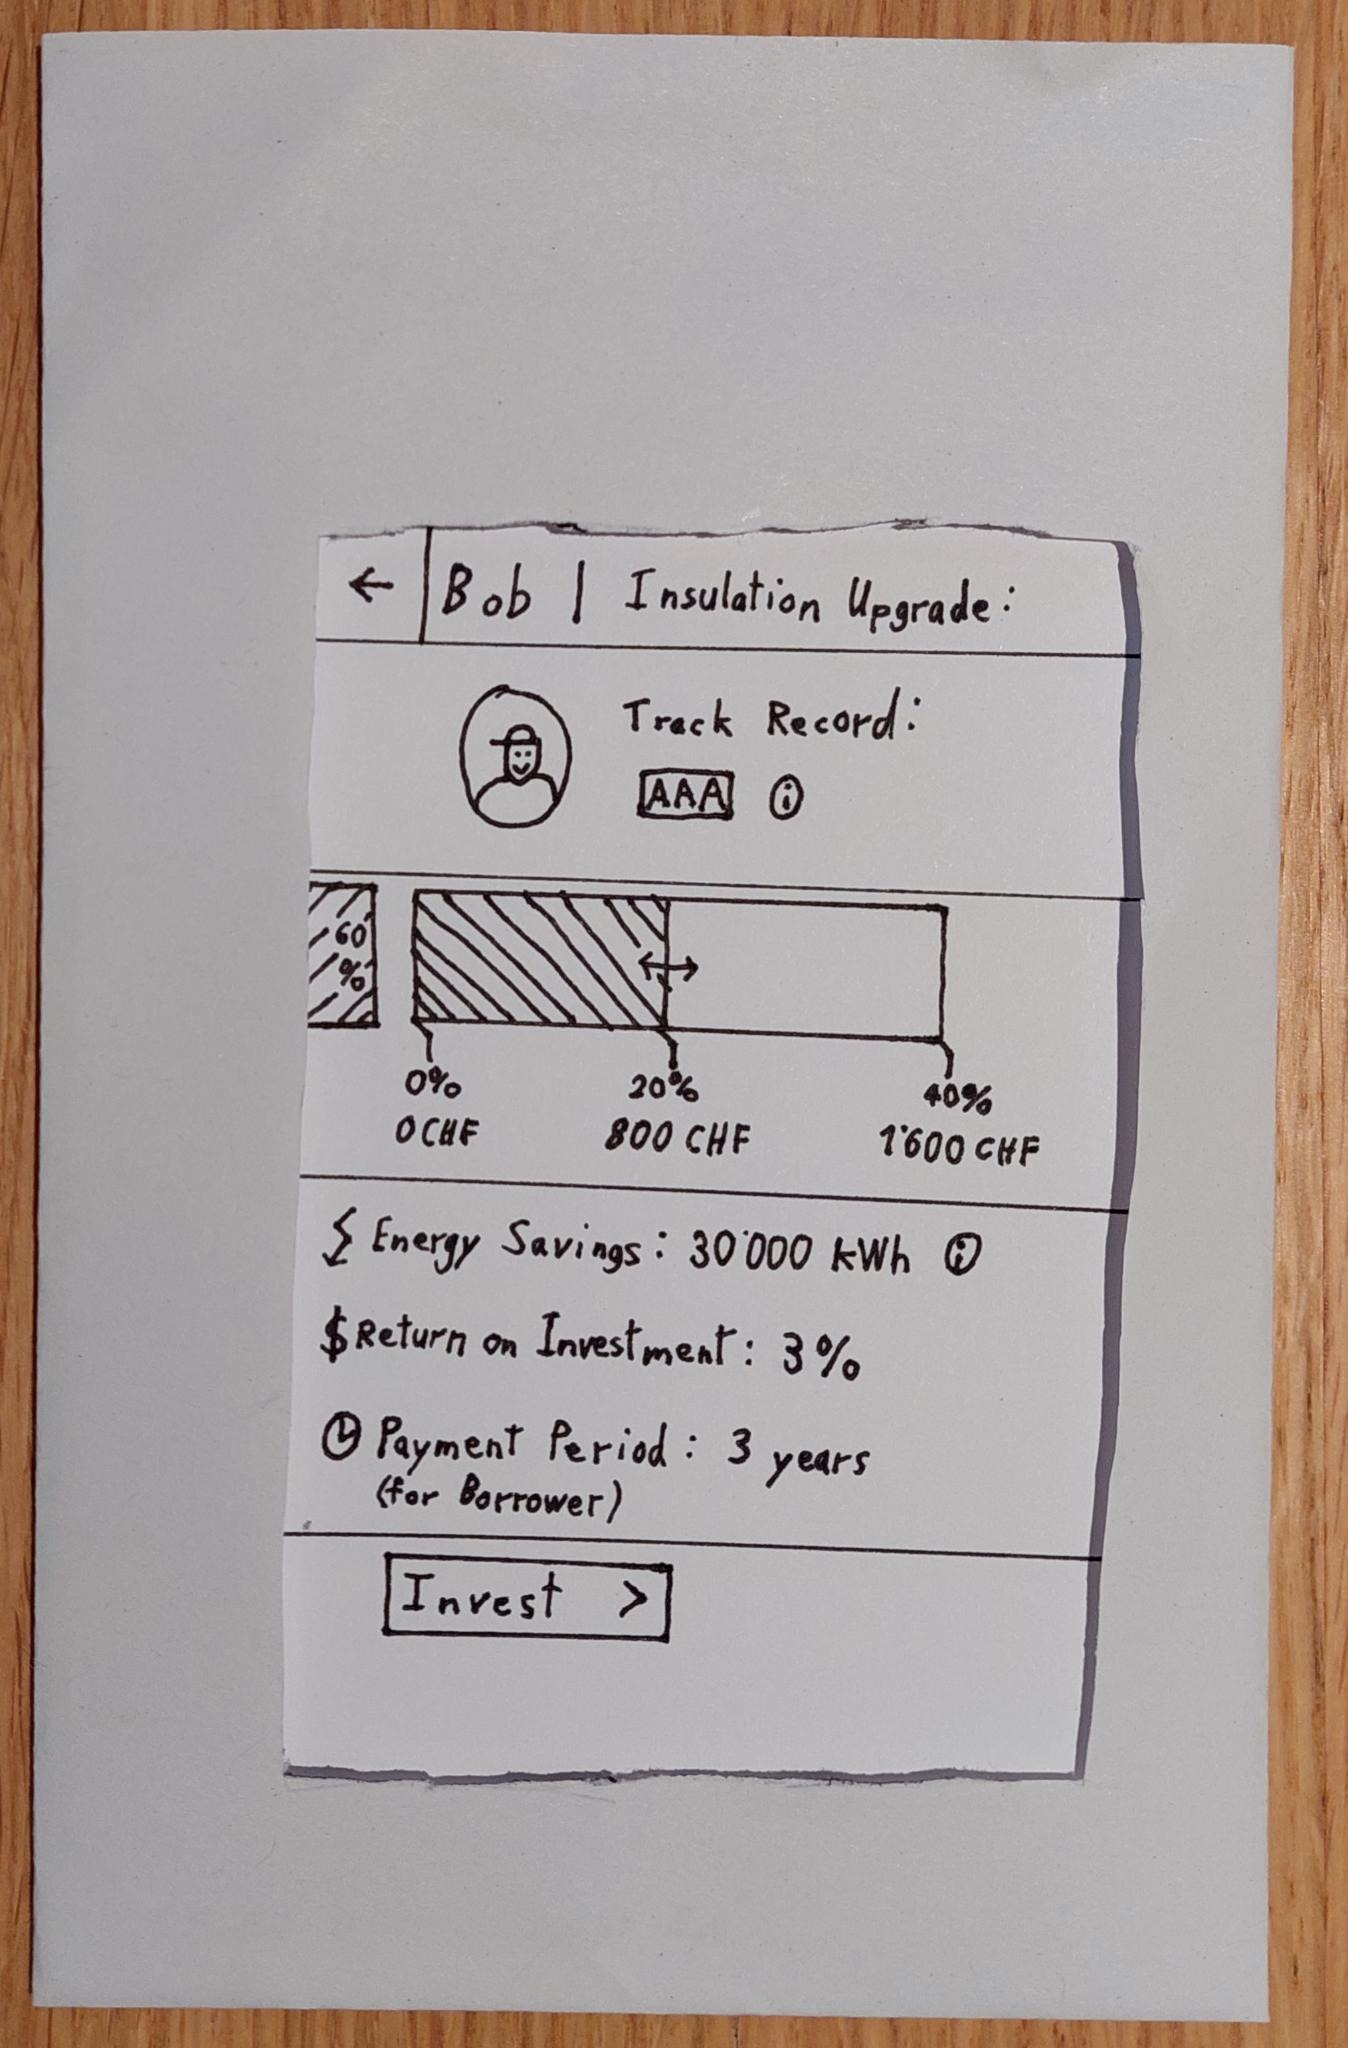 ← Bob | Insulation Upgrade:
Track Record:
AAA i
60
%
0% 20% 40%
0 CHF 800 CHF 1'600 CHF
Energy Savings: 30'000 kWh i
$ Return on Investment: 3%
Payment Period: 3 years
(for Borrower)
Invest >